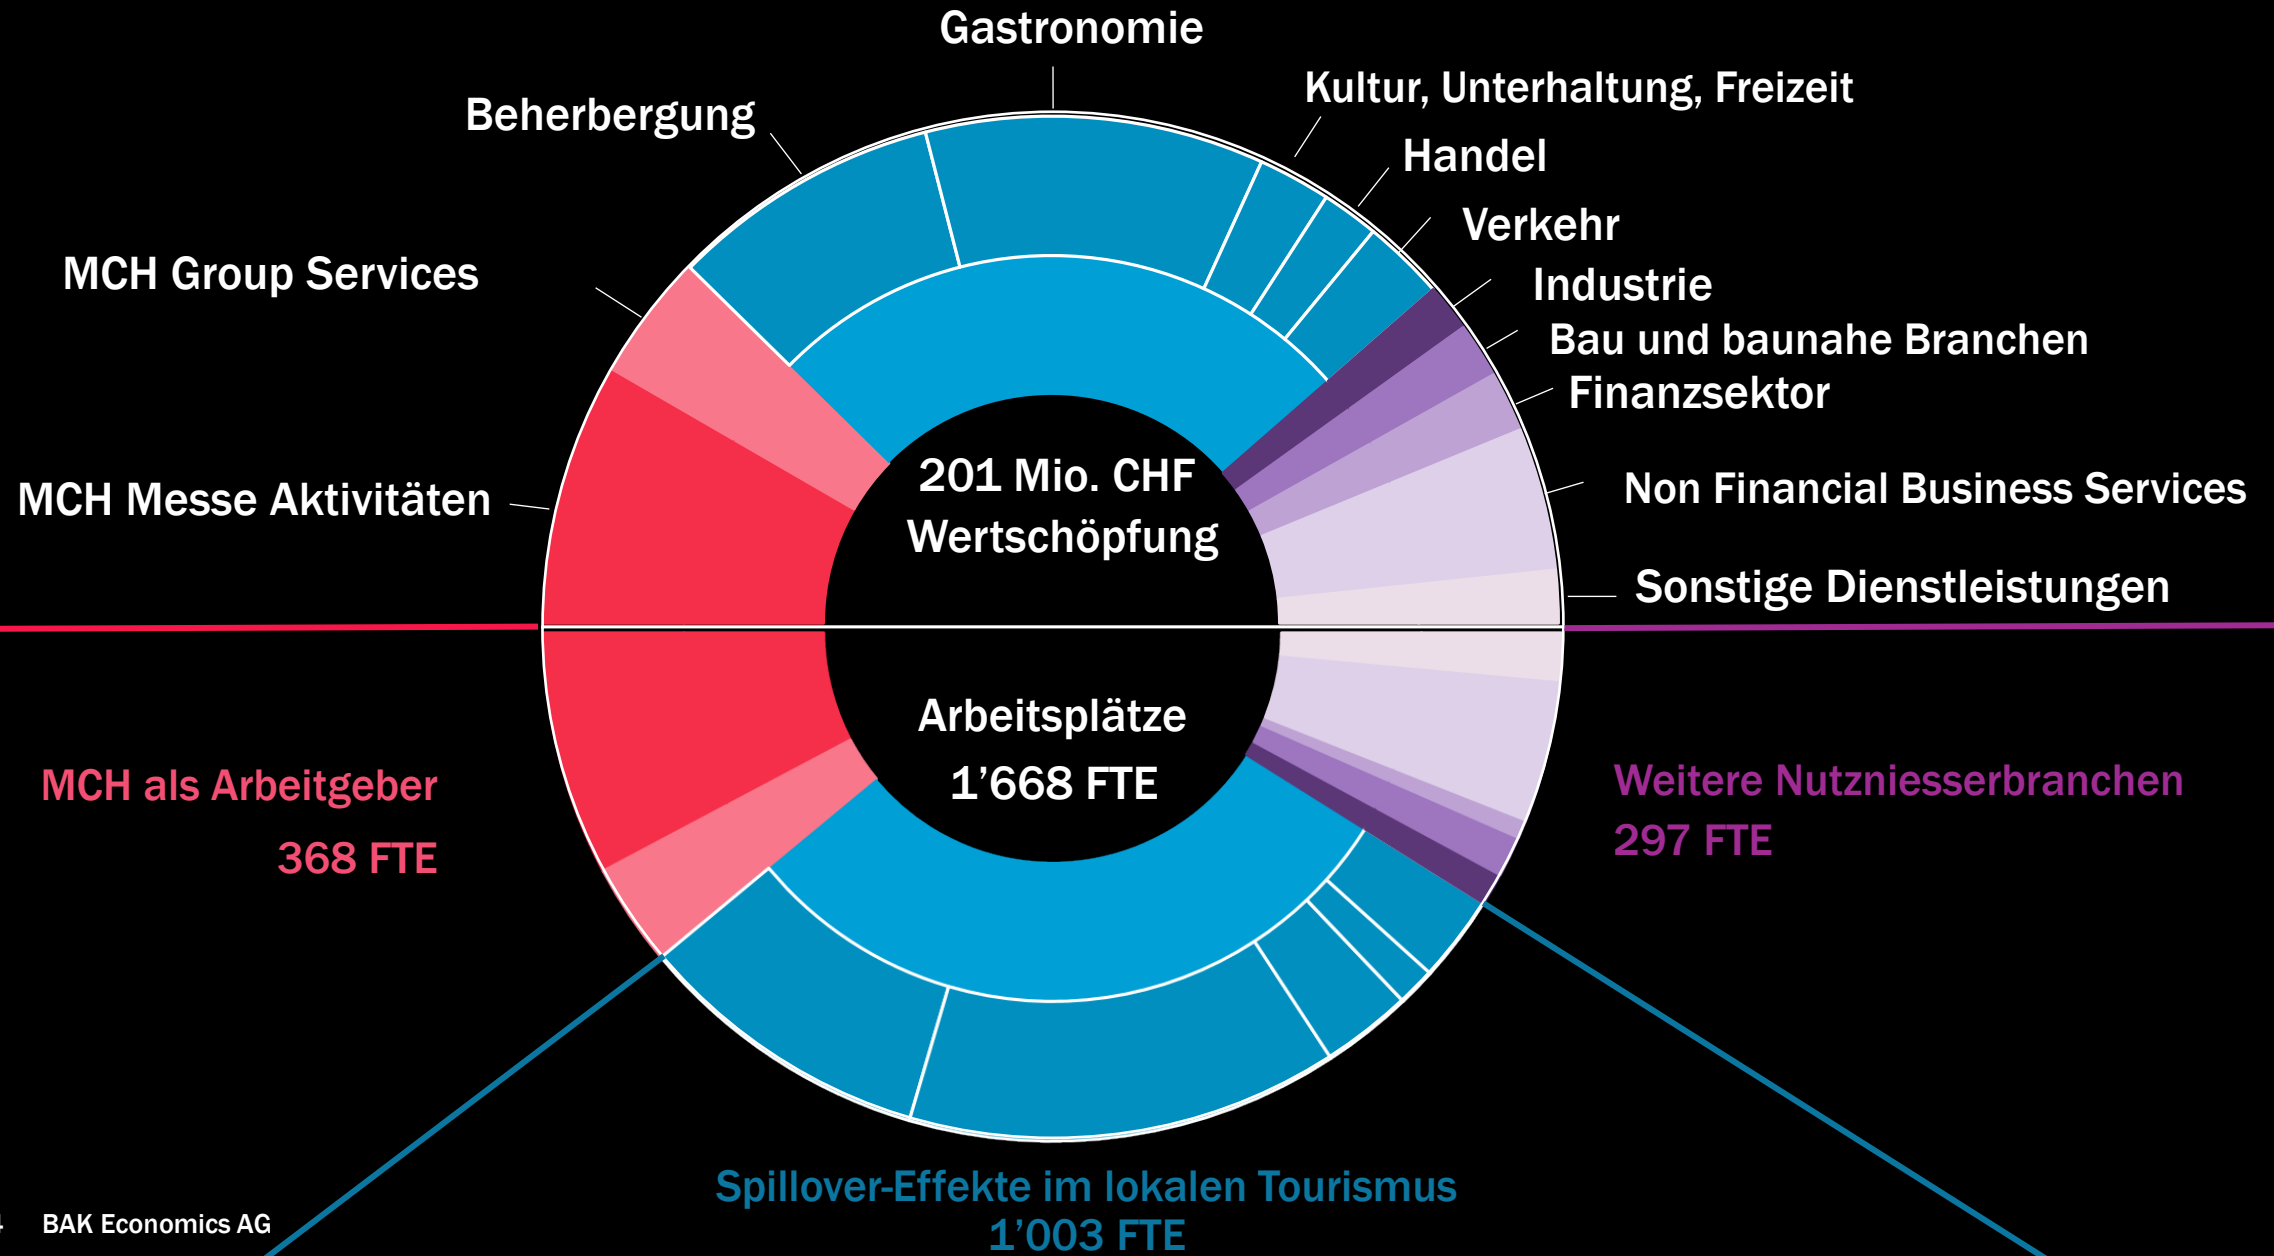 Gastronomie
Kultur, Unterhaltung, Freizeit
Beherbergung
Handel
Verkehr
MCH Group Services
Industrie
Bau und baunahe Branchen
Finanzsektor
201 Mio. CHF
Wertschöpfung
MCH Messe Aktivitäten
Non Financial Business Services
Sonstige Dienstleistungen
Arbeitsplätze
1’668 FTE
MCH als Arbeitgeber
368 FTE
Weitere Nutzniesserbranchen
297 FTE
Spillover-Effekte im lokalen Tourismus
1’003 FTE
BAK Economics AG